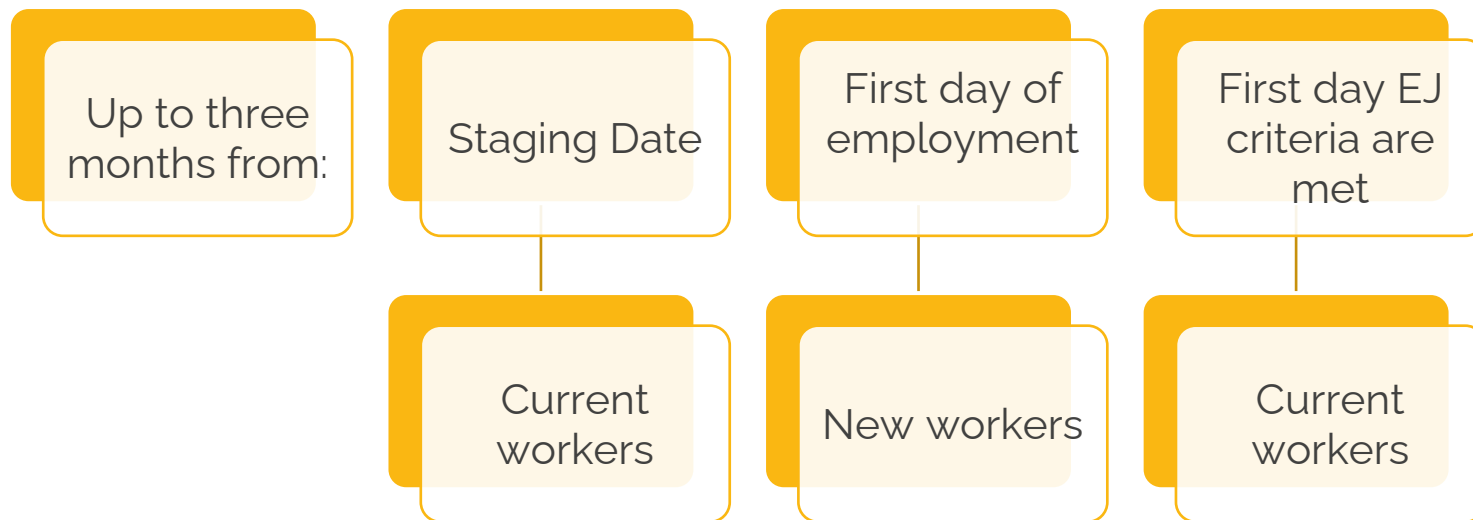 Up to three
months from:
Staging Date
First day of
employment
First day EJ
criteria are
met
Current
workers
New workers
Current
workers